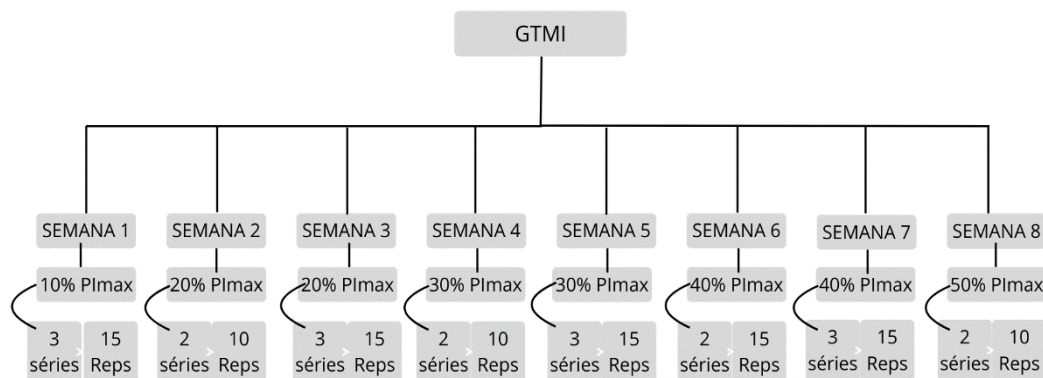 GTMI
SEMANA 1 SEMANA 2 SEMANA 3 SEMANA 4 SEMANA 5 SEMANA 6 SEMANA 7 SEMANA 8
10% PImax 20% PImax 20% PImax 30% PImax 30% PImax 40% PImax 40% PImax 50% PImax
3 15 2 10 3 15 2 10 3 15 2 15 3 15 2 10
séries Reps séries Reps séries Reps séries Reps séries Reps séries Reps séries Reps séries Reps